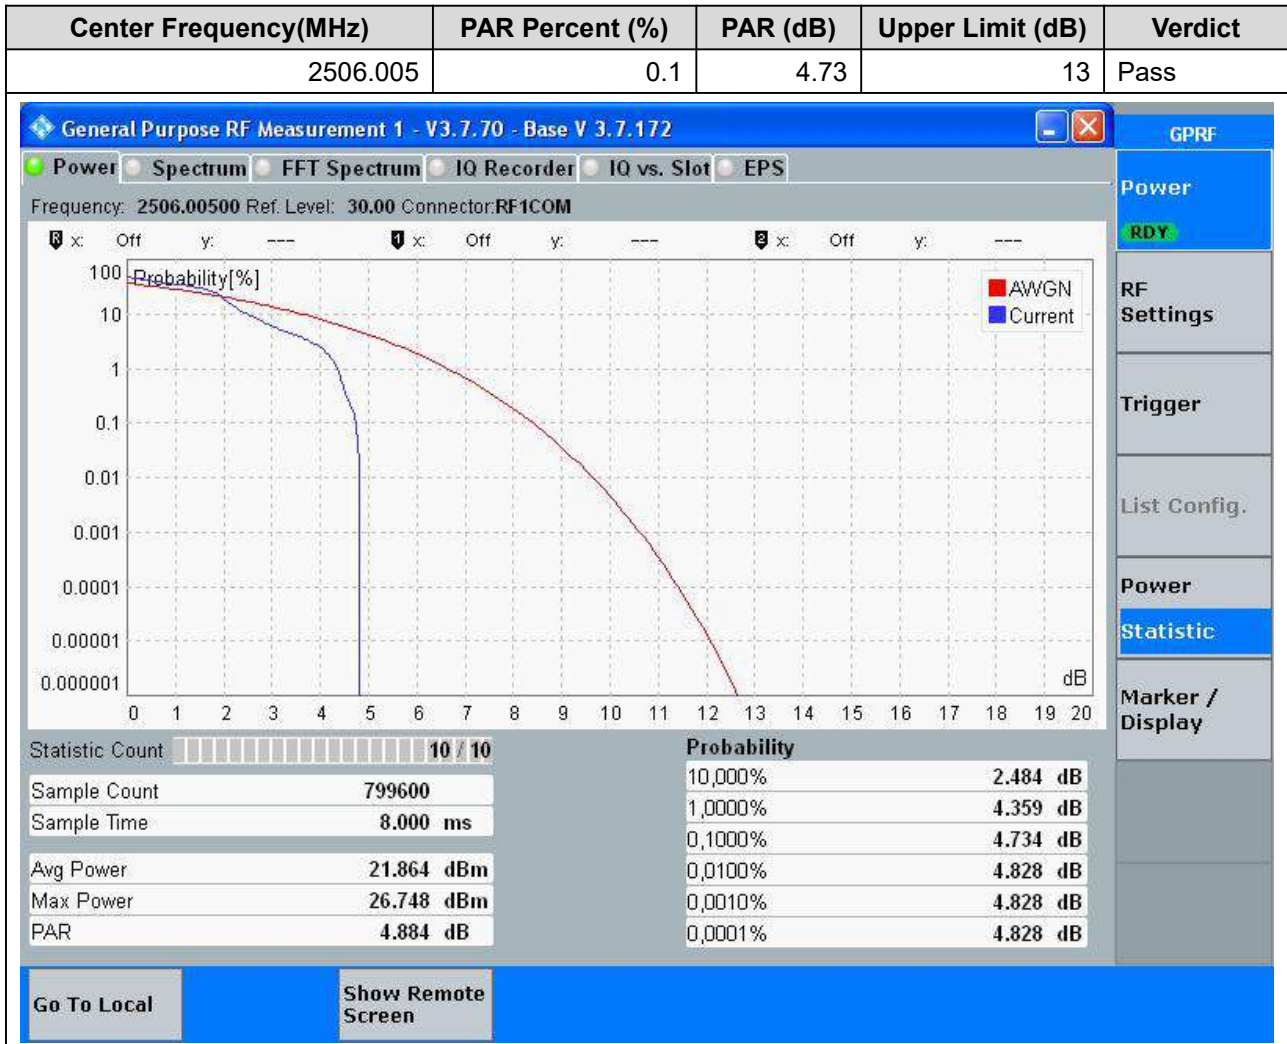 Center Frequency(MHz) PAR Percent (%) PAR (dB) Upper Limit (dB) Verdict
2506.005 0.1 4.73 13 Pass
General Purpose RF Measurement 1 - V3.7.70 - Base V 3.7.172
GPRF
Power Spectrum FFT Spectrum IQ Recorder IQ vs. Slot EPS
Power
RDY
Frequency: 2506.00500 Ref. Level: 30.00 Connector:RF1COM
R x: Off y: --- 1 x: Off y: --- 2 x: Off y: ---
Probability[%]
AWGN
Current
100
10
1
0.1
0.01
0.001
0.0001
0.00001
0.000001
dB
0 1 2 3 4 5 6 7 8 9 10 11 12 13 14 15 16 17 18 19 20
RF
Settings
Trigger
List Config.
Power
Statistic
Marker /
Display
Statistic Count 10 / 10
Sample Count 799600
Sample Time 8.000 ms
Avg Power 21.864 dBm
Max Power 26.748 dBm
PAR 4.884 dB
Probability
10,000% 2.484 dB
1,0000% 4.359 dB
0,1000% 4.734 dB
0,0100% 4.828 dB
0,0010% 4.828 dB
0,0001% 4.828 dB
Go To Local
Show Remote
Screen